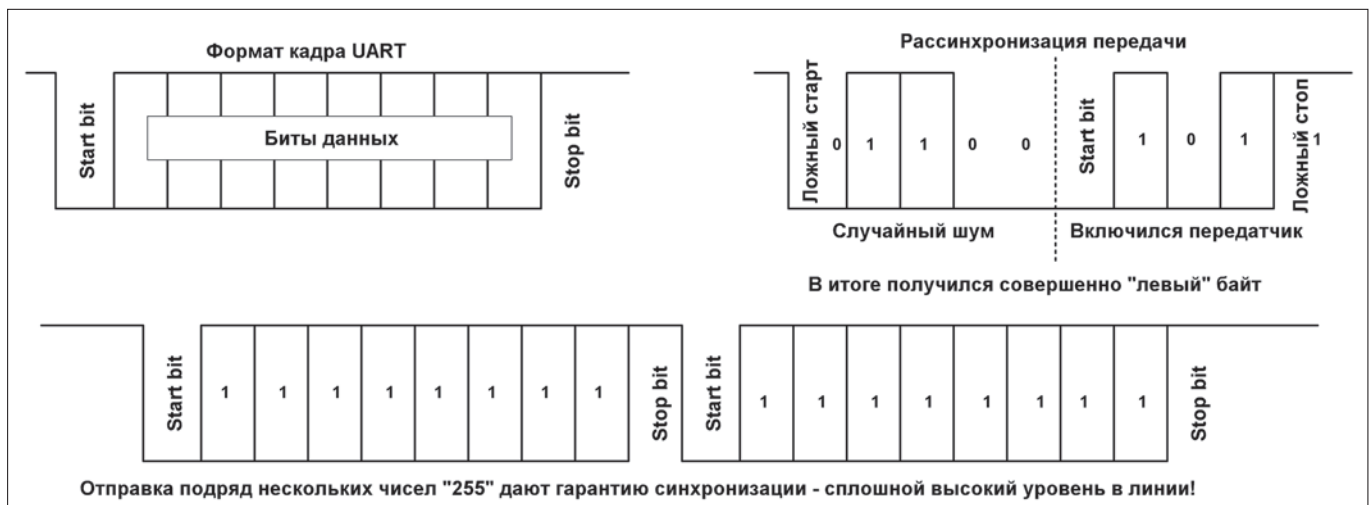 Формат кадра UART
Start bit
Биты данных
Stop bit
Рассинхронизация передачи
Ложный старт
0 1 1 0 0
Start bit
1 0 1
Ложный стоп
1
Случайный шум
Включился передатчик
В итоге получился совершенно "левый" байт
Start bit
1 1 1 1 1 1 1 1
Stop bit
Start bit
1 1 1 1 1 1 1 1
Stop bit
Отправка подряд нескольких чисел "255" дают гарантию синхронизации - сплошной высокий уровень в линии!